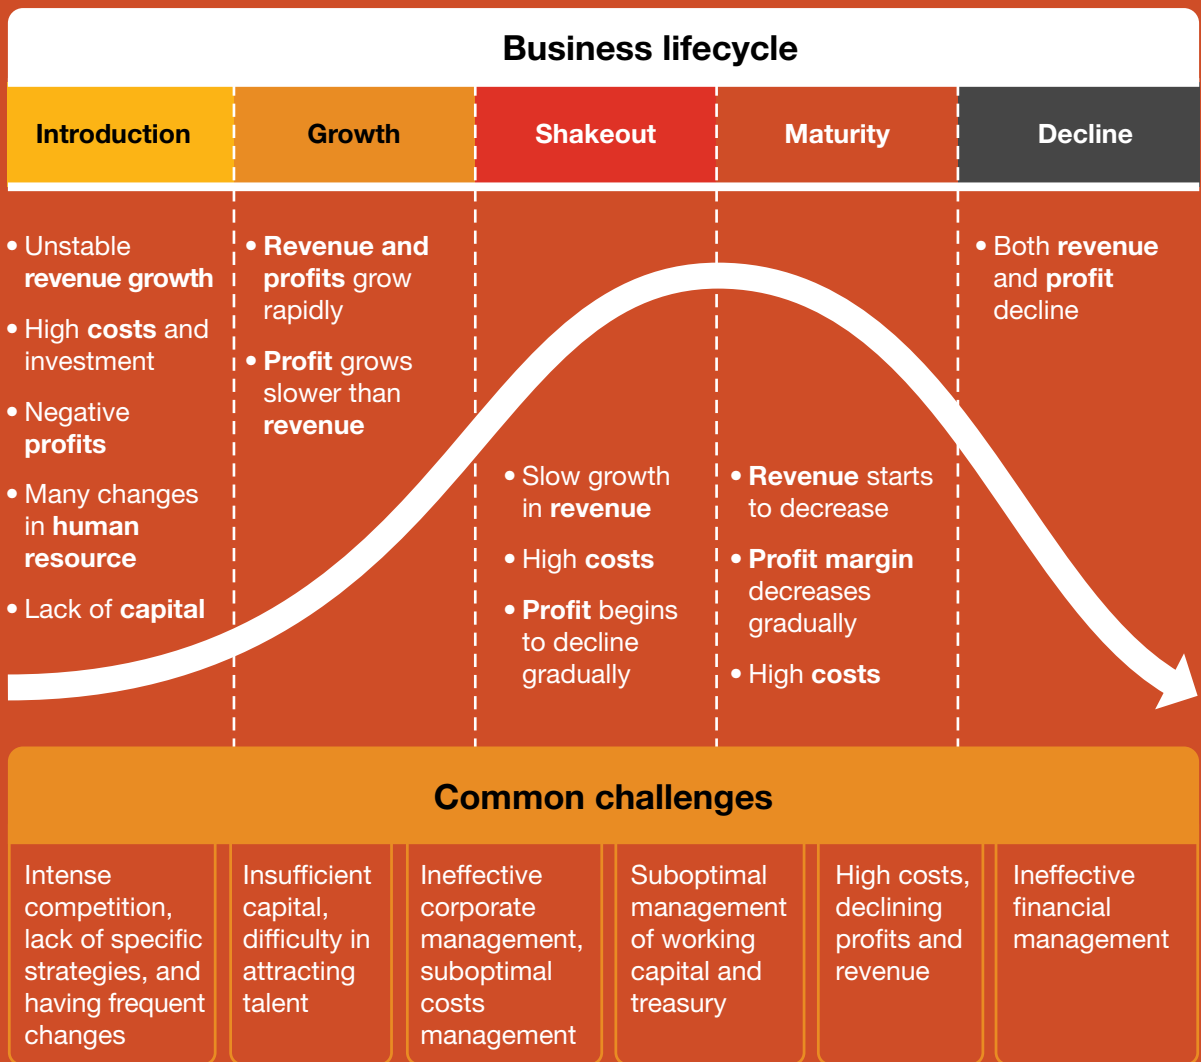 Business lifecycle
Introduction
Growth
Shakeout
Maturity
Decline
• Unstable
revenue growth
• High costs and
investment
• Negative
profits
• Many changes
in human
resource
• Lack of capital
• Revenue and
profits grow
rapidly
• Profit grows
slower than
revenue
• Slow growth
in revenue
• High costs
• Profit begins
to decline
gradually
• Revenue starts
to decrease
• Profit margin
decreases
gradually
• High costs
• Both revenue
and profit
decline
Common challenges
Intense
competition,
lack of specific
strategies, and
having frequent
changes
Insufficient
capital,
difficulty in
attracting
talent
Ineffective
corporate
management,
suboptimal
costs
management
Suboptimal
management
of working
capital and
treasury
High costs,
declining
profits and
revenue
Ineffective
financial
management